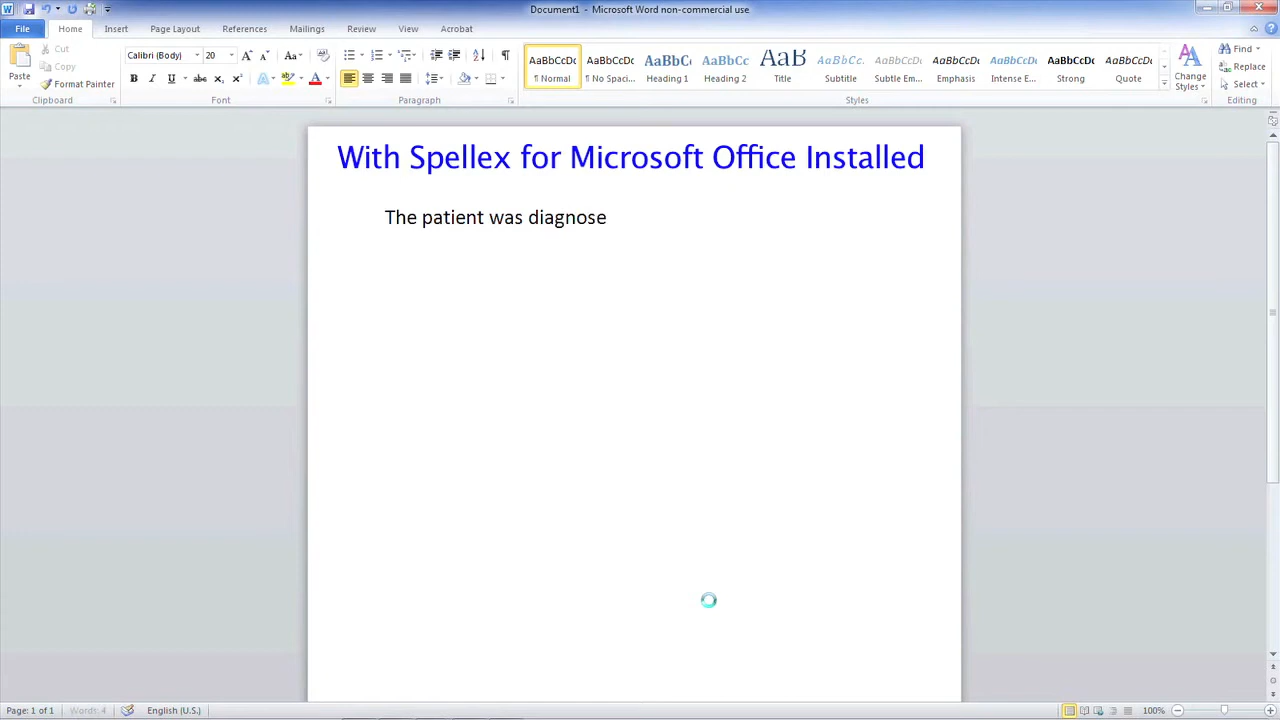 Document1 - Microsoft Word non-commercial use
File Home Insert Page Layout References Mailings Review View Acrobat
Paste
Cut
Copy
Format Painter
Clipboard
Calibri (Body) 20
Font
Paragraph
AaBbCcDc AaBbCcDc AaBbC AaBbCc AaB AaBbCc. AaBbCcDc AaBbCcDc AaBbCcDc AaBbCcDc AaBbCcDc
¶ Normal ¶ No Spaci... Heading 1 Heading 2 Title Subtitle Subtle Em... Emphasis Intense E... Strong Quote
Change Styles
Styles
Find
Replace
Select
Editing
With Spellex for Microsoft Office Installed
The patient was diagnose
Page: 1 of 1 Words: 4 English (U.S.) 100%